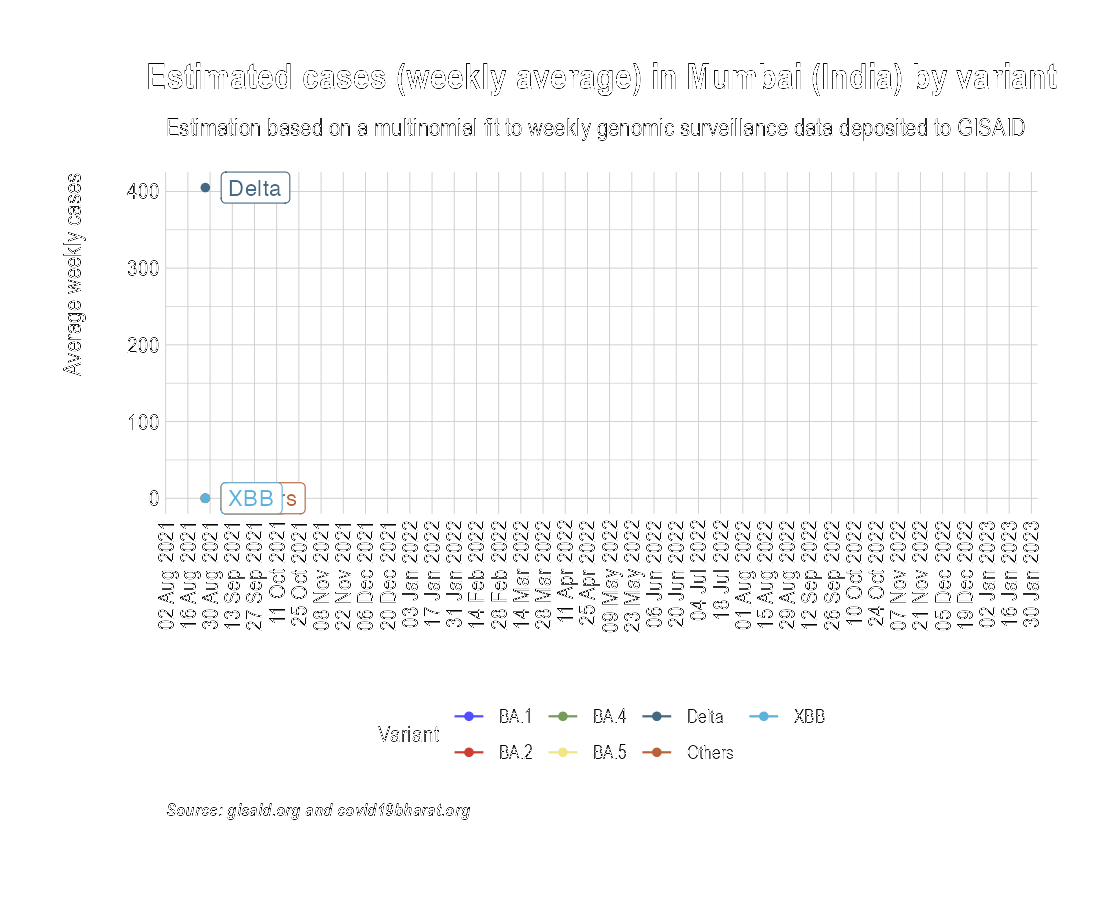 Estimated cases (weekly average) in Mumbai (India) by variant
Estimation based on a multinomial fit to weekly genomic surveillance data deposited to GISAID
Average weekly cases
400
300
200
100
0
Delta
XBB
rs
02 Aug 2021
16 Aug 2021
30 Aug 2021
13 Sep 2021
27 Sep 2021
11 Oct 2021
25 Oct 2021
08 Nov 2021
22 Nov 2021
06 Dec 2021
20 Dec 2021
03 Jan 2022
17 Jan 2022
31 Jan 2022
14 Feb 2022
28 Feb 2022
14 Mar 2022
28 Mar 2022
11 Apr 2022
25 Apr 2022
09 May 2022
23 May 2022
06 Jun 2022
20 Jun 2022
04 Jul 2022
18 Jul 2022
01 Aug 2022
15 Aug 2022
29 Aug 2022
12 Sep 2022
26 Sep 2022
10 Oct 2022
24 Oct 2022
07 Nov 2022
21 Nov 2022
05 Dec 2022
19 Dec 2022
02 Jan 2023
16 Jan 2023
30 Jan 2023
Variant
BA.1 BA.4 Delta XBB
BA.2 BA.5 Others
Source: gisaid.org and covid19bharat.org